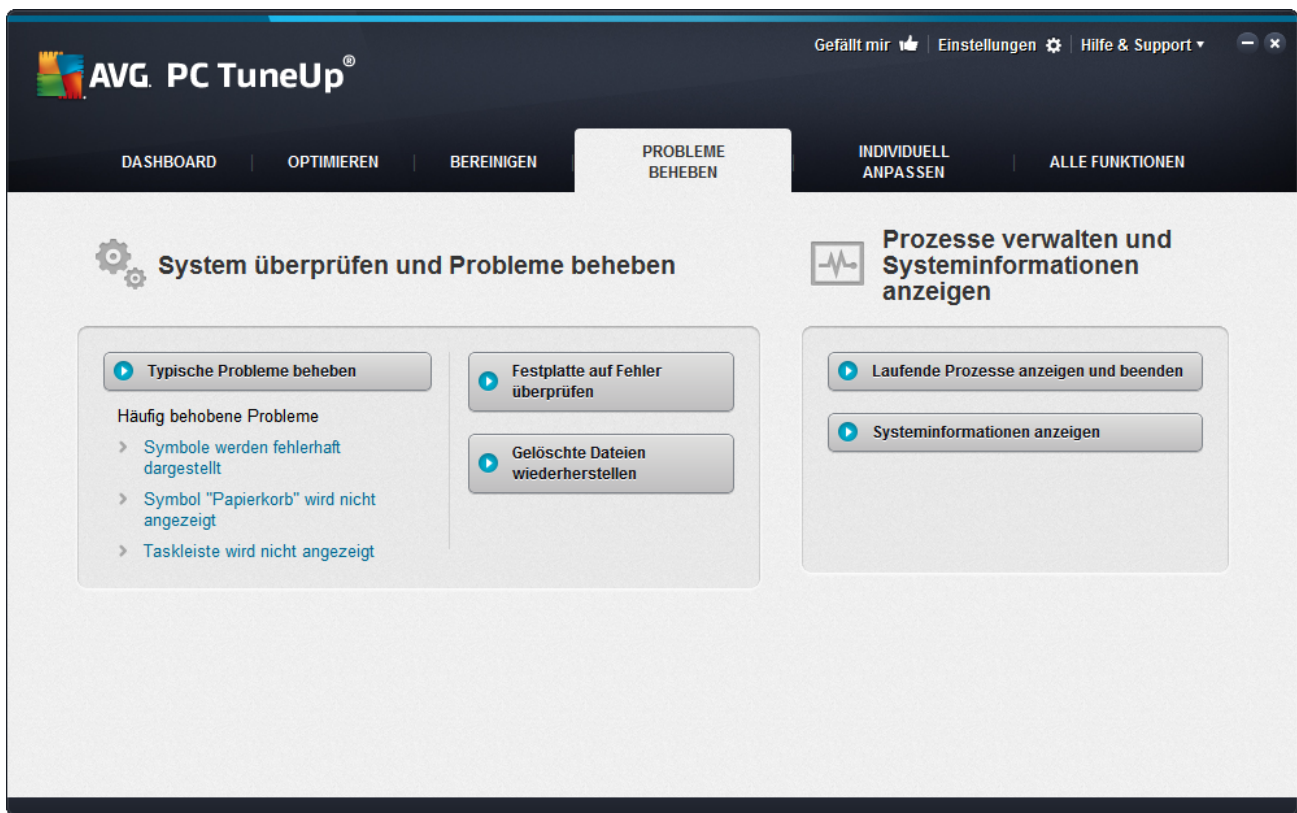 Gefällt mir
Einstellungen
Hilfe & Support
AVG. PC TuneUp®
DASHBOARD
OPTIMIEREN
BEREINIGEN
PROBLEME
BEHEBEN
INDIVIDUELL
ANPASSEN
ALLE FUNKTIONEN
System überprüfen und Probleme beheben
Typische Probleme beheben
Häufig behobene Probleme
Symbole werden fehlerhaft
dargestellt
Symbol "Papierkorb" wird nicht
angezeigt
Taskleiste wird nicht angezeigt
Festplatte auf Fehler
überprüfen
Gelöschte Dateien
wiederherstellen
Prozesse verwalten und
Systeminformationen
anzeigen
Laufende Prozesse anzeigen und beenden
Systeminformationen anzeigen